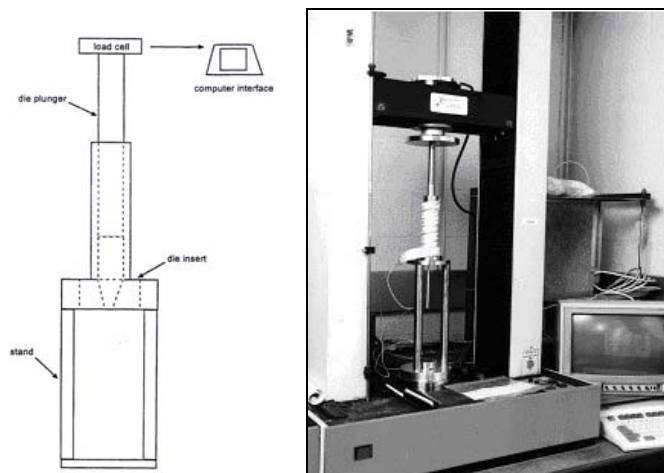 load cell
computer interface
die plunger
die insert
stand